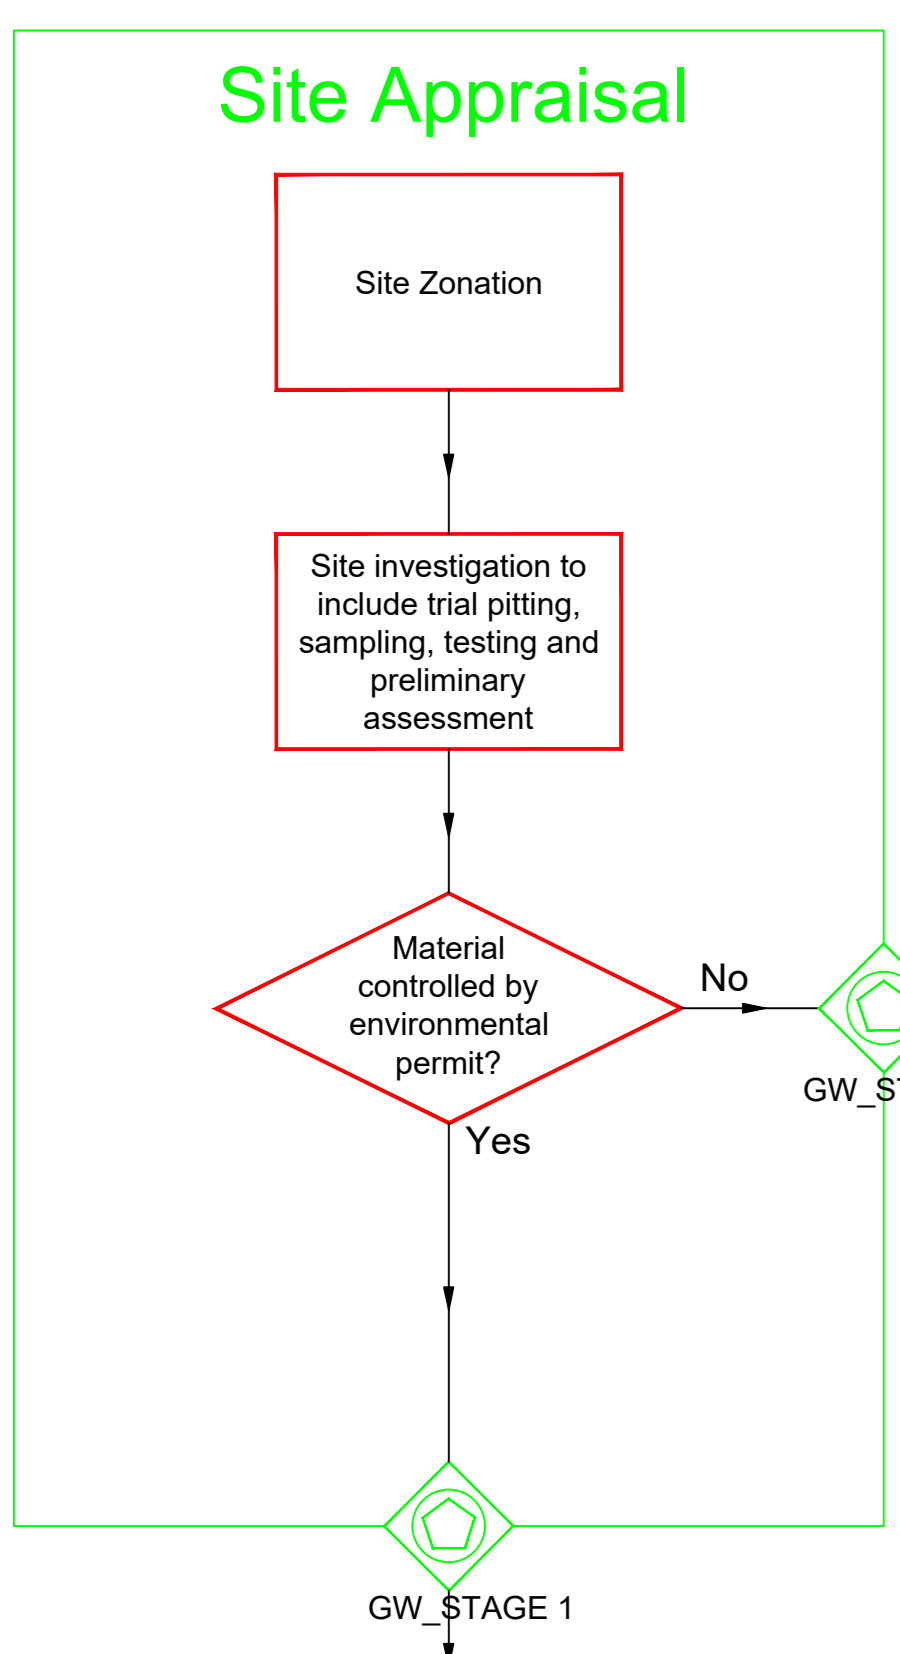 Site Appraisal
Site Zonation
Site investigation to
include trial pitting,
sampling, testing and
preliminary
assessment
Material
controlled by
environmental
permit?
No
Yes
GW_STAGE 1